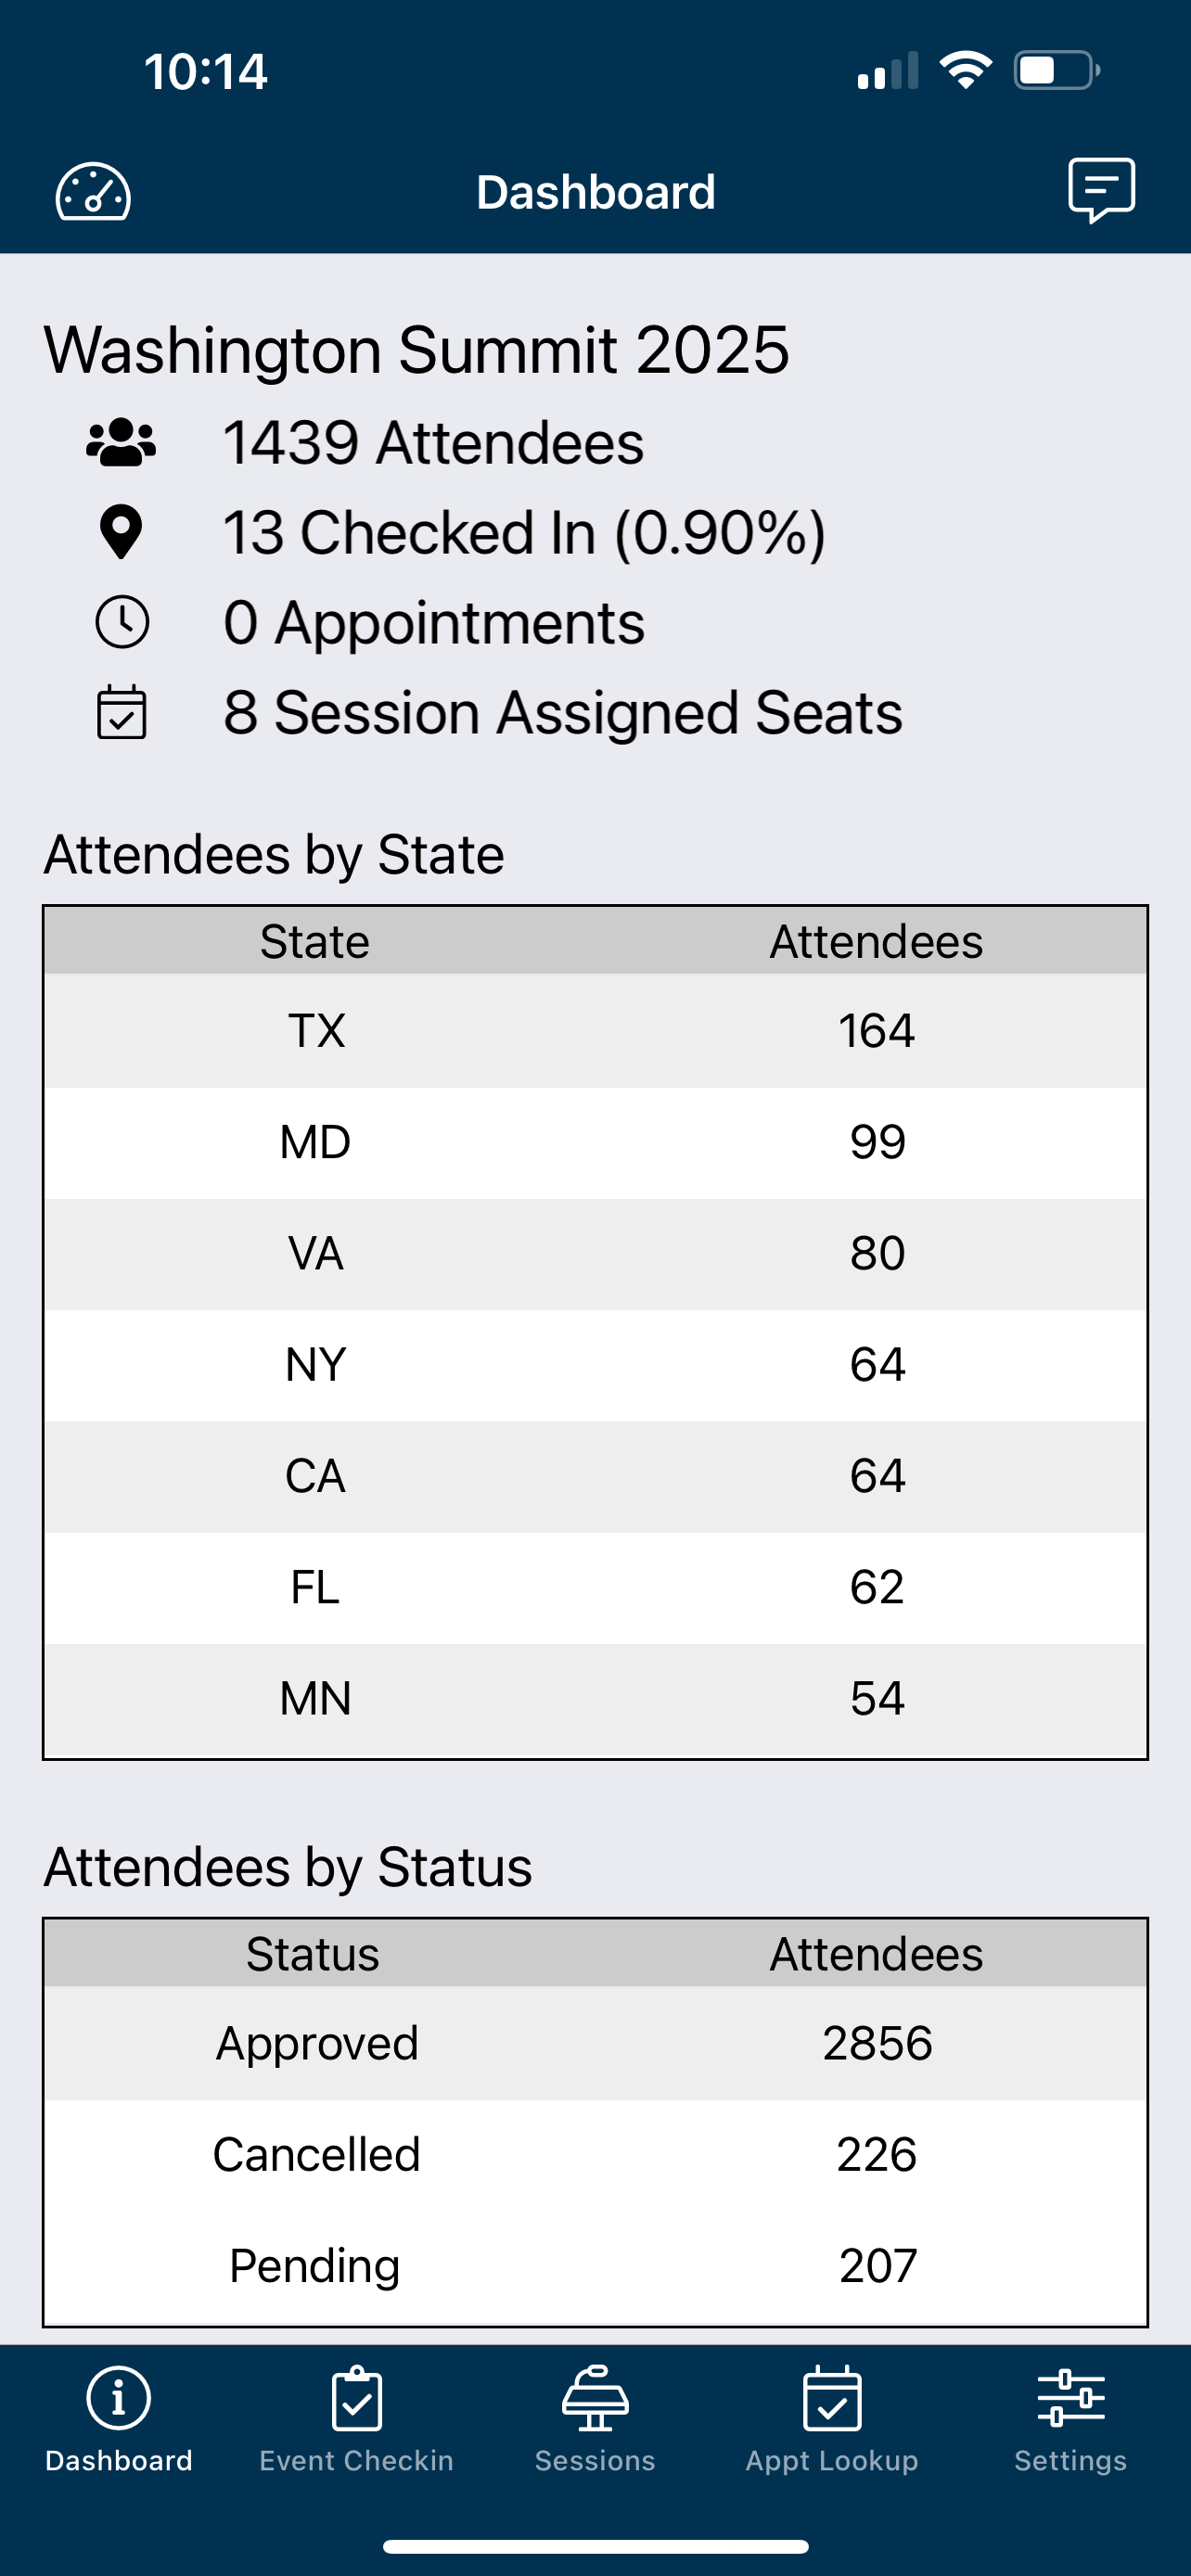 10:14
Dashboard
Washington Summit 2025
1439 Attendees
13 Checked In (0.90%)
0 Appointments
8 Session Assigned Seats
Attendees by State
State Attendees
TX 164
MD 99
VA 80
NY 64
CA 64
FL 62
MN 54
Attendees by Status
Status Attendees
Approved 2856
Cancelled 226
Pending 207
Dashboard Event Checkin Sessions Appt Lookup Settings